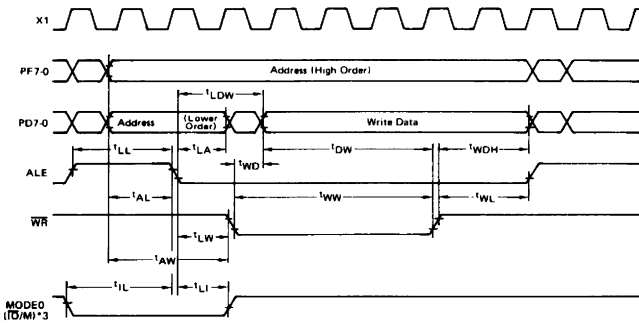 X1
PF7-0
Address (High Order)
tLDW
PD7-0
Address
(Lower Order)
Write Data
tLL
tLA
tWD
tDW
tWDH
ALE
tAL
tWW
tWL
WR
tLW
tAW
tIL
tLI
MODE0
(IO/M)*3